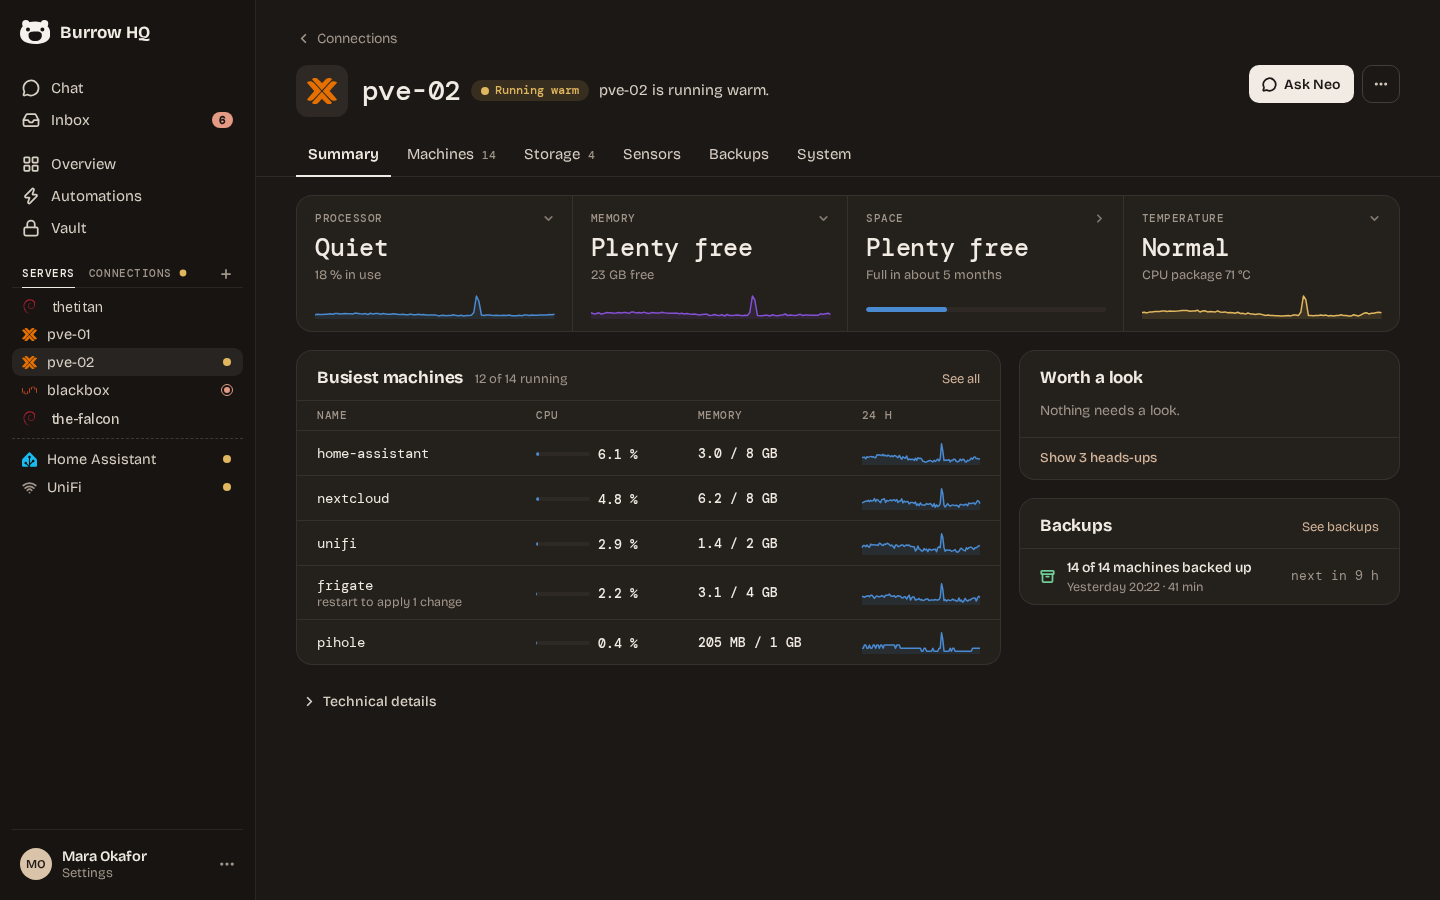 Burrow HQ
Chat
Inbox 6
Overview
Automations
Vault
SERVERS CONNECTIONS
thetitan
pve-01
pve-02
blackbox
the-falcon
Home Assistant
UniFi
MO Mara Okafor
Settings
Connections
pve-02 Running warm pve-02 is running warm.
Ask Neo
Summary Machines 14 Storage 4 Sensors Backups System
PROCESSOR
Quiet
18 % in use
MEMORY
Plenty free
23 GB free
SPACE
Plenty free
Full in about 5 months
TEMPERATURE
Normal
CPU package 71 °C
Busiest machines 12 of 14 running See all
NAME CPU MEMORY 24 H
home-assistant 6.1 % 3.0 / 8 GB
nextcloud 4.8 % 6.2 / 8 GB
unifi 2.9 % 1.4 / 2 GB
frigate 2.2 % 3.1 / 4 GB
restart to apply 1 change
pihole 0.4 % 205 MB / 1 GB
Technical details
Worth a look
Nothing needs a look.
Show 3 heads-ups
Backups See backups
14 of 14 machines backed up
Yesterday 20:22 · 41 min
next in 9 h